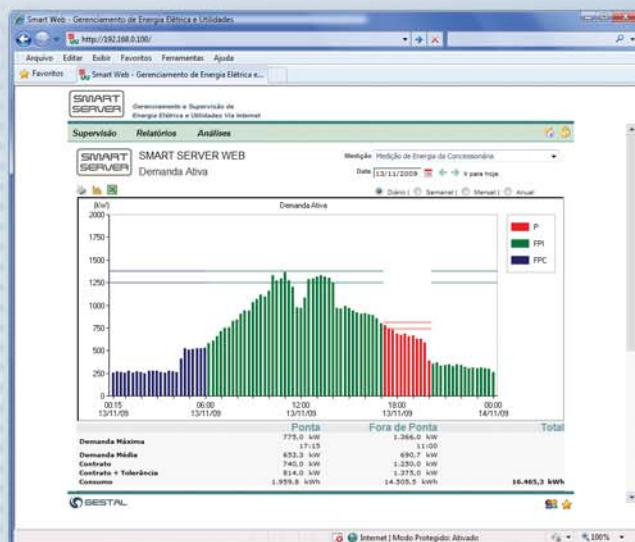 Smart Web - Gerenciamento de Energia Elétrica e Utilidades
http://192.168.0.100/
Arquivo Editar Exibir Favoritos Ferramentas Ajuda
Favoritos Smart Web - Gerenciamento de Energia Elétrica e...
SMART SERVER
Gerenciamento e Supervisão de
Energia Elétrica e Utilidades Via Internet
Supervisão Relatórios Análises
SMART SERVER
SMART SERVER WEB
Demanda Ativa
Medição Medição de Energia da Concessionária
Data 13/11/2009 Ir para hoje
Diário | Semanal | Mensal | Anual
(kW) Demanda Ativa
2000
1750
1500
1250
1000
750
500
250
0
P
FPI
FPC
00:15 06:00 12:00 18:00 00:00
13/11/09 13/11/09 13/11/09 13/11/09 14/11/09
Ponta Fora de Ponta Total
Demanda Máxima 775,0 kW 1.366,0 kW
17:15 11:00
Demanda Média 653,3 kW 690,7 kW
Contrato 740,0 kW 1.250,0 kW
Contrato + Tolerância 814,0 kW 1.375,0 kW
Consumo 1.959,8 kWh 14.505,5 kWh 16.465,3 kWh
GESTAL
Internet | Modo Protegido: Ativado 100%